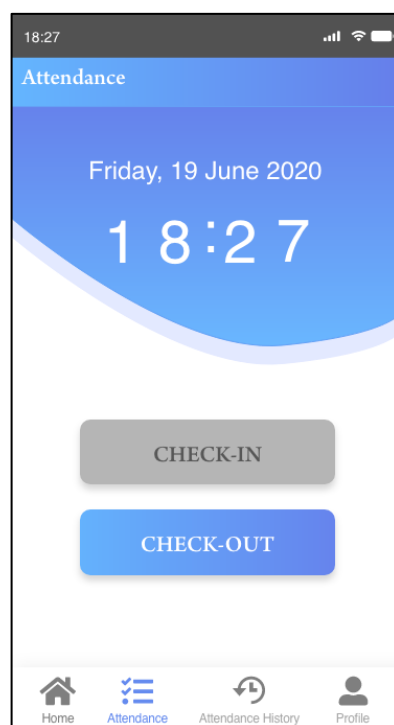 18:27
Attendance
Friday, 19 June 2020
18:27
CHECK-IN
CHECK-OUT
Home Attendance Attendance History Profile